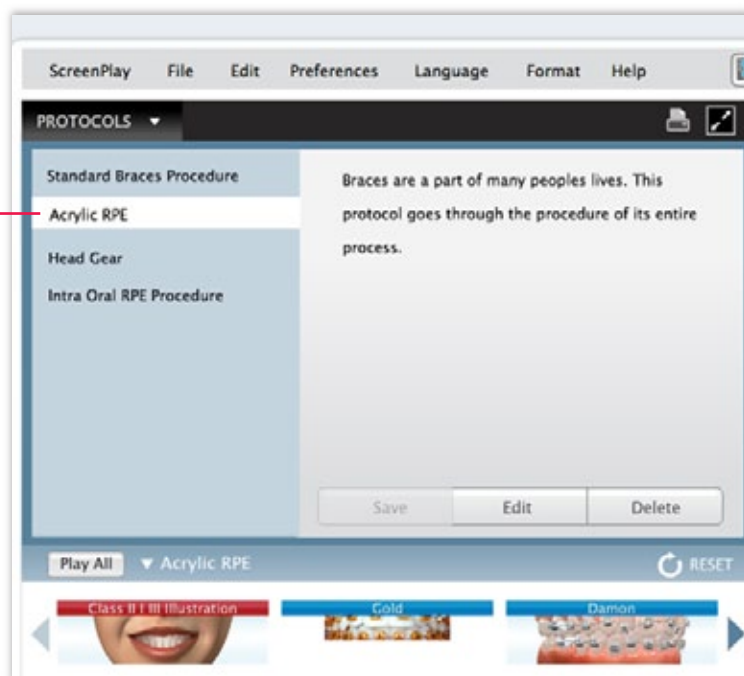 ScreenPlay File Edit Preferences Language Format Help
PROTOCOLS
Standard Braces Procedure
Acrylic RPE
Head Gear
Intra Oral RPE Procedure
Braces are a part of many peoples lives. This
protocol goes through the procedure of its entire
process.
Save Edit Delete
Play All Acrylic RPE RESET
Class II I III Illustration Gold Damon